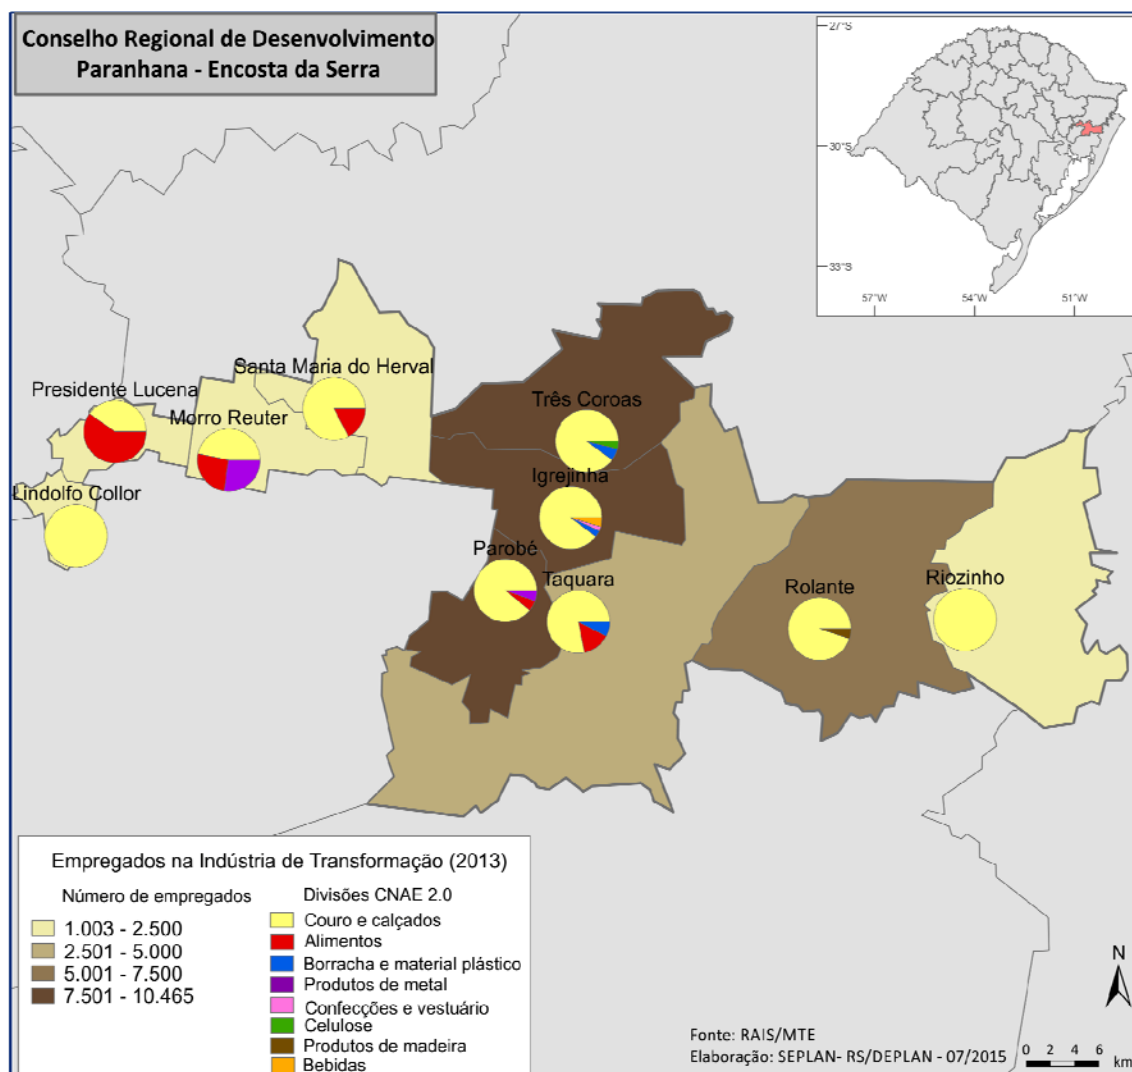 Conselho Regional de Desenvolvimento
Paranhana - Encosta da Serra
27°S
30°S
33°S
57°W
54°W
51°W
Santa Maria do Herval
Presidente Lucena
Morro Reuter
Lindolfo Collor
Três Coroas
Igrejinha
Parobé
Taquara
Rolante
Riozinho
Empregados na Indústria de Transformação (2013)
Número de empregados
1.003 - 2.500
2.501 - 5.000
5.001 - 7.500
7.501 - 10.465
Divisões CNAE 2.0
Couro e calçados
Alimentos
Borracha e material plástico
Produtos de metal
Confecções e vestuário
Celulose
Produtos de madeira
Bebidas
Fonte: RAIS/MTE
Elaboração: SEPLAN- RS/DEPLAN - 07/2015
N
0 2 4 6
km